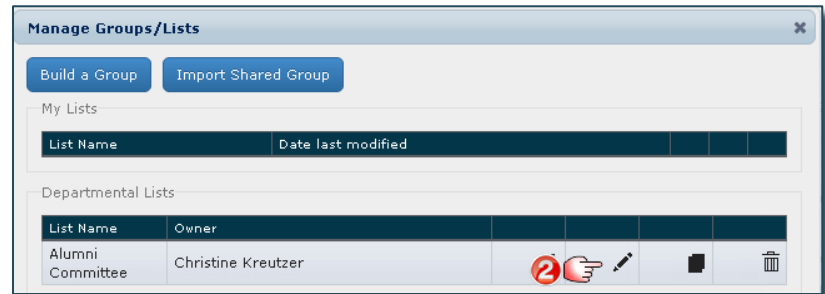 Manage Groups/Lists
Build a Group Import Shared Group
My Lists
List Name Date last modified
Departmental Lists
List Name Owner
Alumni
Committee Christine Kreutzer 2